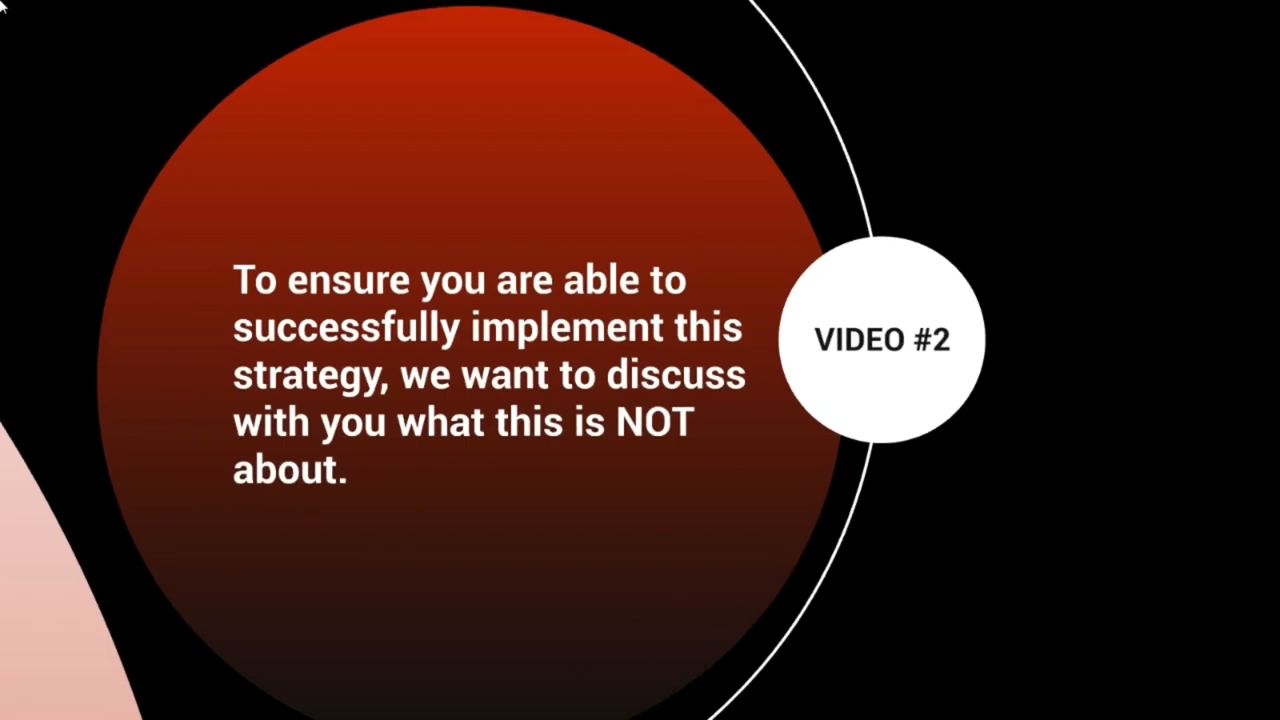 To ensure you are able to
successfully implement this
strategy, we want to discuss
with you what this is NOT
about.
VIDEO #2